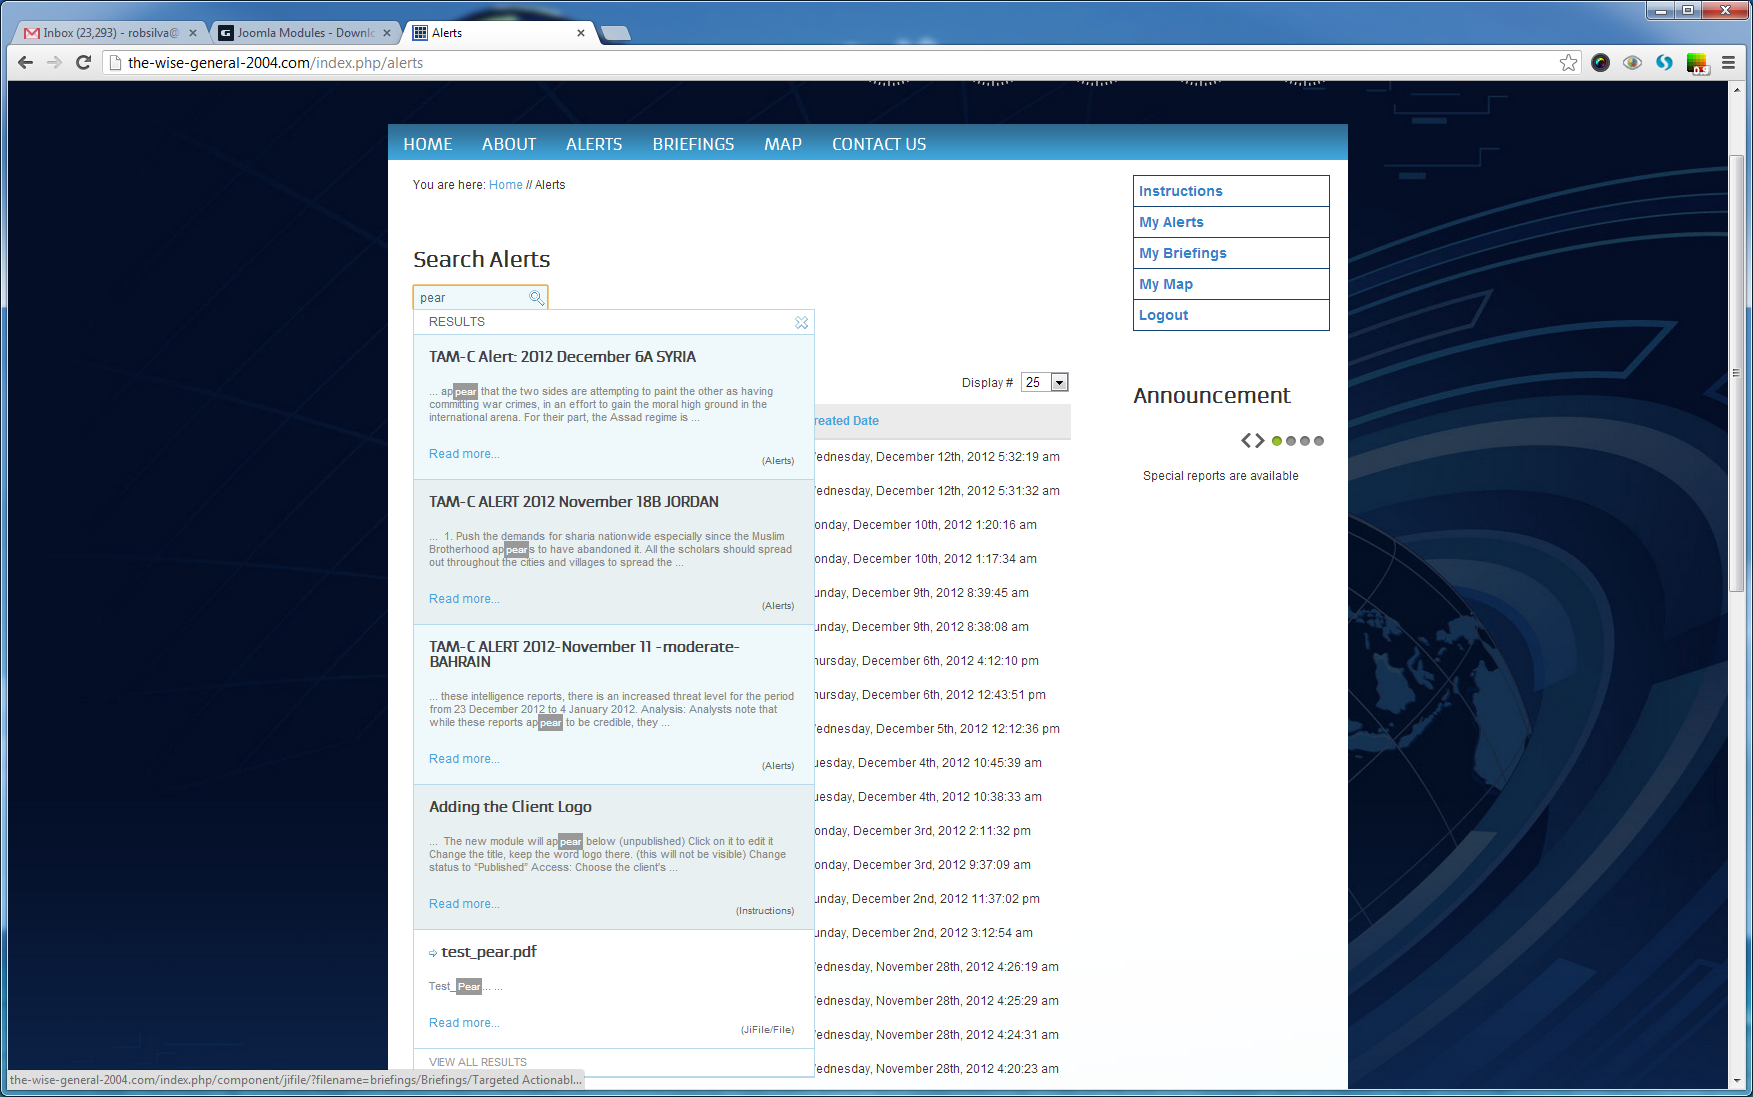 Inbox (23,293) - robsilva@
Joomla Modules - Downlo
Alerts
the-wise-general-2004.com/index.php/alerts
0.9
HOME
ABOUT
ALERTS
BRIEFINGS
MAP
CONTACT US
You are here: Home // Alerts
Instructions
My Alerts
My Briefings
My Map
Logout
Search Alerts
pear
RESULTS
TAM-C Alert: 2012 December 6A SYRIA
... appear that the two sides are attempting to paint the other as having
committing war crimes, in an effort to gain the moral high ground in the
international arena. For their part, the Assad regime is ...
Read more...
(Alerts)
TAM-C ALERT 2012 November 18B JORDAN
... 1. Push the demands for sharia nationwide especially since the Muslim
Brotherhood appears to have abandoned it. All the scholars should spread
out throughout the cities and villages to spread the ...
Read more...
(Alerts)
TAM-C ALERT 2012-November 11 -moderate-
BAHRAIN
... these intelligence reports, there is an increased threat level for the period
from 23 December 2012 to 4 January 2012. Analysis: Analysts note that
while these reports appear to be credible, they ...
Read more...
(Alerts)
Adding the Client Logo
... The new module will appear below (unpublished) Click on it to edit it
Change the title, keep the word logo there. (this will not be visible) Change
status to "Published" Access: Choose the client's ...
Read more...
(Instructions)
test_pear.pdf
Test_Pear... ...
Read more...
(JiFile/File)
VIEW ALL RESULTS
Display # 25
reated Date
ednesday, December 12th, 2012 5:32:19 am
ednesday, December 12th, 2012 5:31:32 am
onday, December 10th, 2012 1:20:16 am
onday, December 10th, 2012 1:17:34 am
unday, December 9th, 2012 8:39:45 am
unday, December 9th, 2012 8:38:08 am
hursday, December 6th, 2012 4:12:10 pm
hursday, December 6th, 2012 12:43:51 pm
ednesday, December 5th, 2012 12:12:36 pm
uesday, December 4th, 2012 10:45:39 am
uesday, December 4th, 2012 10:38:33 am
onday, December 3rd, 2012 2:11:32 pm
onday, December 3rd, 2012 9:37:09 am
unday, December 2nd, 2012 11:37:02 pm
unday, December 2nd, 2012 3:12:54 am
ednesday, November 28th, 2012 4:26:19 am
ednesday, November 28th, 2012 4:25:29 am
ednesday, November 28th, 2012 4:24:31 am
ednesday, November 28th, 2012 4:20:23 am
Announcement
Special reports are available
the-wise-general-2004.com/index.php/component/jifile/?filename=briefings/Briefings/Targeted Actionabl...